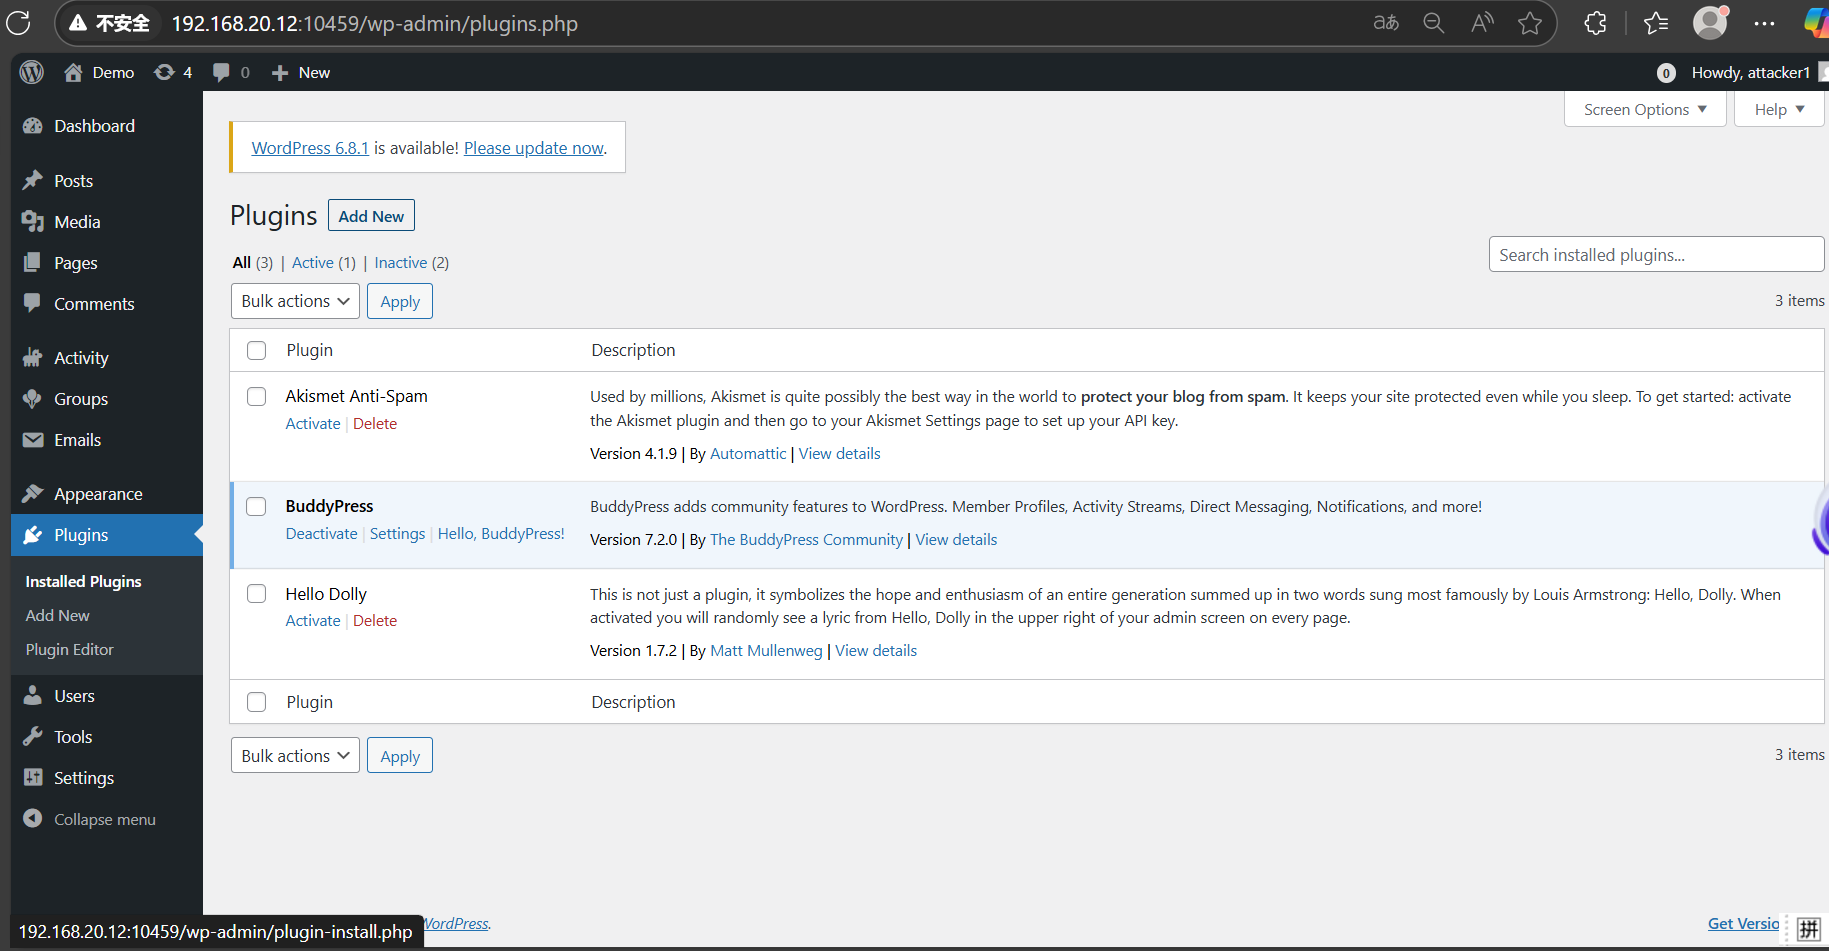 不安全 192.168.20.12:10459/wp-admin/plugins.php aあ A
Demo 4 0 New 0 Howdy, attacker1
Screen Options Help
Dashboard
Posts
Media
Pages
Comments
Activity
Groups
Emails
Appearance
Plugins
Installed Plugins
Add New
Plugin Editor
Users
Tools
Settings
Collapse menu
WordPress 6.8.1 is available! Please update now.
Plugins Add New
All (3) | Active (1) | Inactive (2)
Search installed plugins...
Bulk actions Apply
3 items
Plugin Description
Akismet Anti-Spam
Activate | Delete
Used by millions, Akismet is quite possibly the best way in the world to protect your blog from spam. It keeps your site protected even while you sleep. To get started: activate
the Akismet plugin and then go to your Akismet Settings page to set up your API key.
Version 4.1.9 | By Automattic | View details
BuddyPress
Deactivate | Settings | Hello, BuddyPress!
BuddyPress adds community features to WordPress. Member Profiles, Activity Streams, Direct Messaging, Notifications, and more!
Version 7.2.0 | By The BuddyPress Community | View details
Hello Dolly
Activate | Delete
This is not just a plugin, it symbolizes the hope and enthusiasm of an entire generation summed up in two words sung most famously by Louis Armstrong: Hello, Dolly. When
activated you will randomly see a lyric from Hello, Dolly in the upper right of your admin screen on every page.
Version 1.7.2 | By Matt Mullenweg | View details
Plugin Description
Bulk actions Apply
3 items
WordPress.
Get Versio
拼
192.168.20.12:10459/wp-admin/plugin-install.php